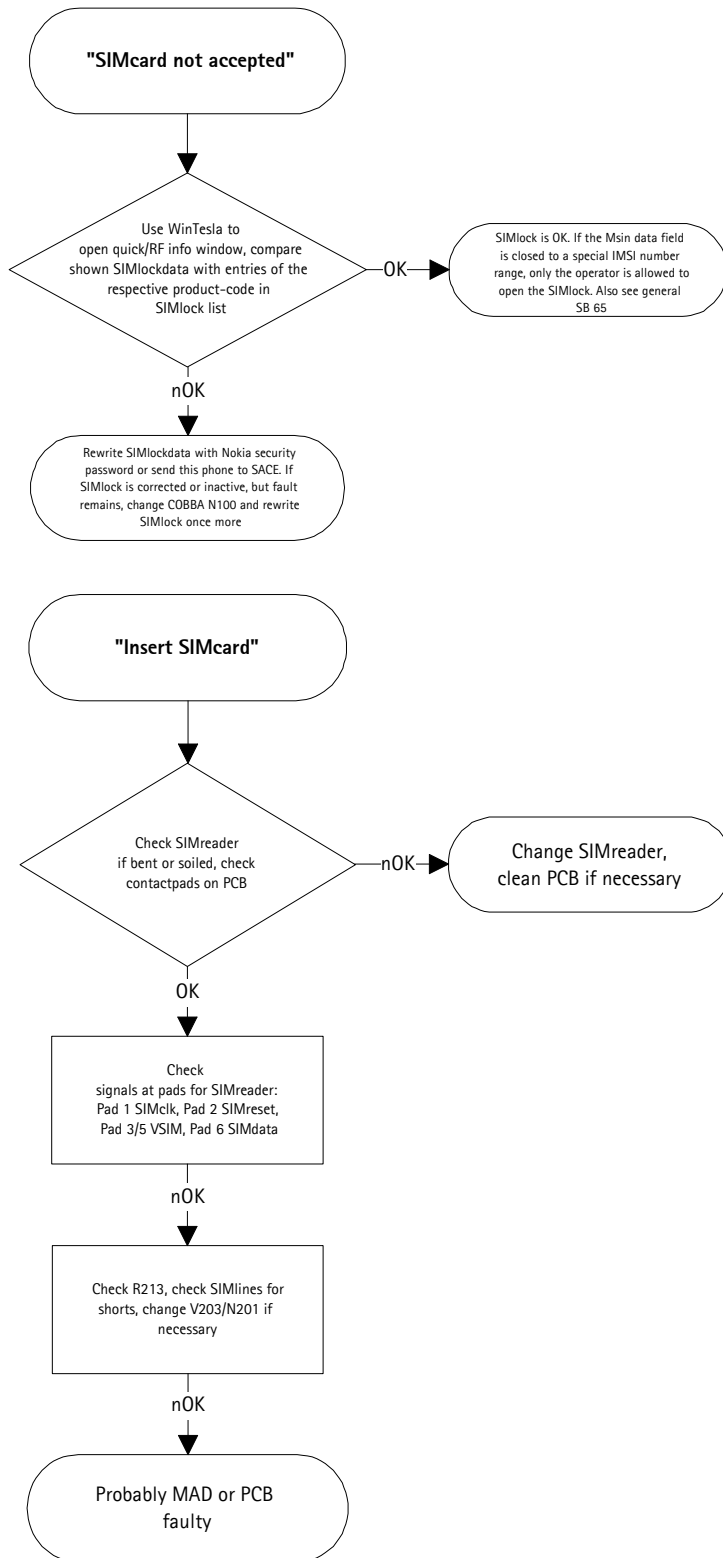 "SIMcard not accepted"
Use WinTesla to
open quick/RF info window, compare
shown SIMlockdata with entries of the
respective product-code in
SIMlock list
OK
SIMlock is OK. If the Msin data field
is closed to a special IMSI number
range, only the operator is allowed to
open the SIMlock. Also see general
SB 65
nOK
Rewrite SIMlockdata with Nokia security
password or send this phone to SACE. If
SIMlock is corrected or inactive, but fault
remains, change COBBA N100 and rewrite
SIMlock once more
"Insert SIMcard"
Check SIMreader
if bent or soiled, check
contactpads on PCB
nOK
Change SIMreader,
clean PCB if necessary
OK
Check
signals at pads for SIMreader:
Pad 1 SIMclk, Pad 2 SIMreset,
Pad 3/5 VSIM, Pad 6 SIMdata
nOK
Check R213, check SIMlines for
shorts, change V203/N201 if
necessary
nOK
Probably MAD or PCB
faulty